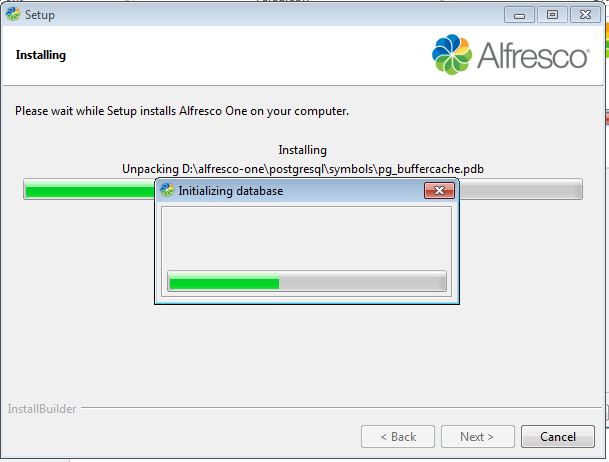 Setup
Installing
Alfresco
Please wait while Setup installs Alfresco One on your computer.
Installing
Unpacking D:\alfresco-one\postgresql\symbols\pg_buffercache.pdb
Initializing database
InstallBuilder
< Back
Next >
Cancel